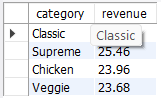 category revenue
Classic
Classic
Supreme 25.46
Chicken 23.96
Veggie 23.68